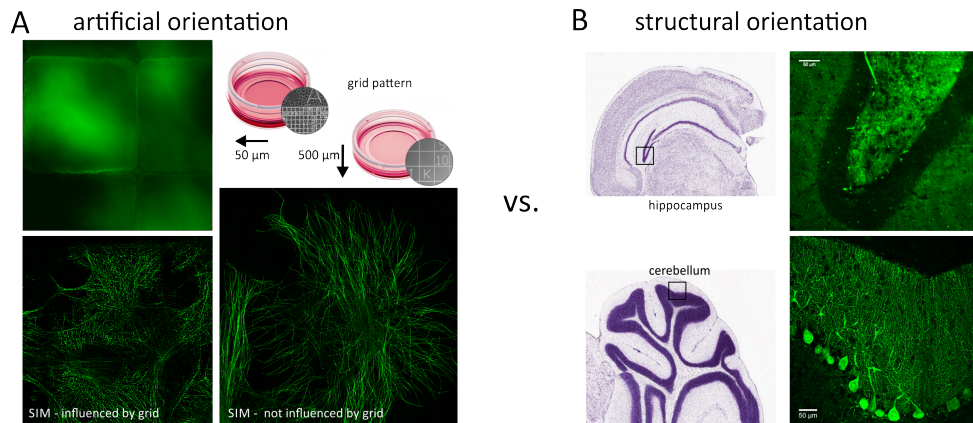 A artificial orientation
grid pattern
A
50 µm
500 µm
10
K
SIM - influenced by grid
SIM -  not influenced by grid
vs.
B structural orientation
50 µm
hippocampus
cerebellum
50 µm